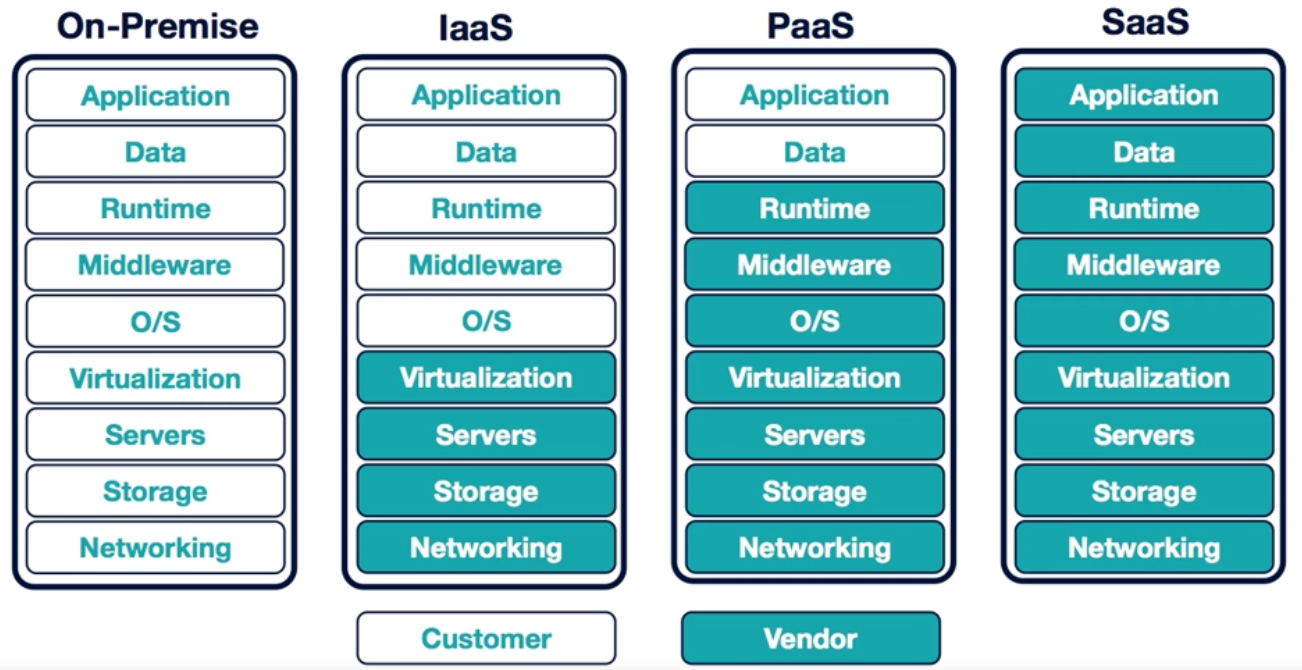 On-Premise
Application
Data
Runtime
Middleware
O/S
Virtualization
Servers
Storage
Networking
IaaS
Application
Data
Runtime
Middleware
O/S
Virtualization
Servers
Storage
Networking
PaaS
Application
Data
Runtime
Middleware
O/S
Virtualization
Servers
Storage
Networking
SaaS
Application
Data
Runtime
Middleware
O/S
Virtualization
Servers
Storage
Networking
Customer
Vendor